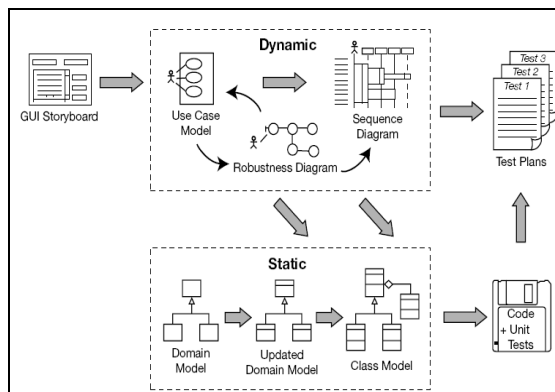 Dynamic
GUI Storyboard
Use Case
Model
Robustness Diagram
Sequence
Diagram
Test 3
Test 2
Test 1
Test Plans
Static
Domain
Model
Updated
Domain Model
Class Model
Code
+ Unit
Tests